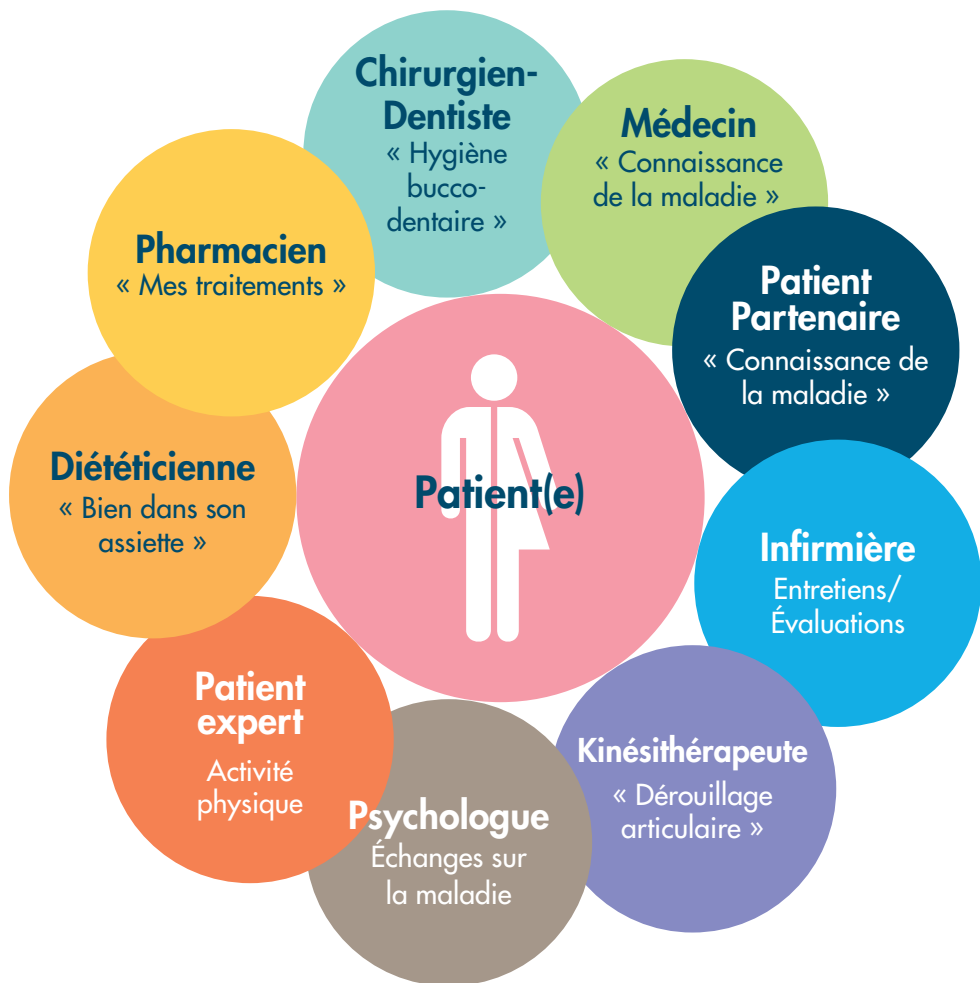 Chirurgien-
Dentiste
« Hygiène
bucco-
dentaire »
Médecin
« Connaissance
de la maladie »
Patient
Partenaire
« Connaissance de
la maladie »
Infirmière
Entretiens/
Évaluations
Kinésithérapeute
« Dérouillage
articulaire »
Psychologue
Échanges sur
la maladie
Patient
expert
Activité
physique
Diététicienne
« Bien dans son
assiette »
Pharmacien
« Mes traitements »
Patient(e)